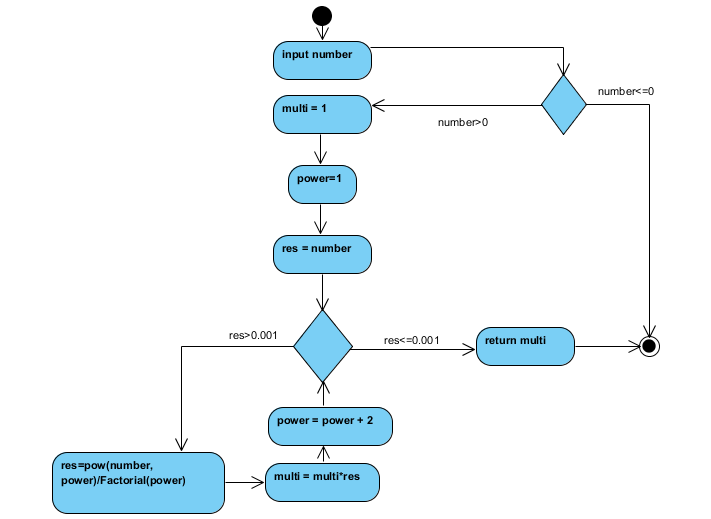 input number
number<=0
multi = 1
number>0
power=1
res = number
res>0.001
res<=0.001
return multi
power = power + 2
res=pow(number,
power)/Factorial(power)
multi = multi*res